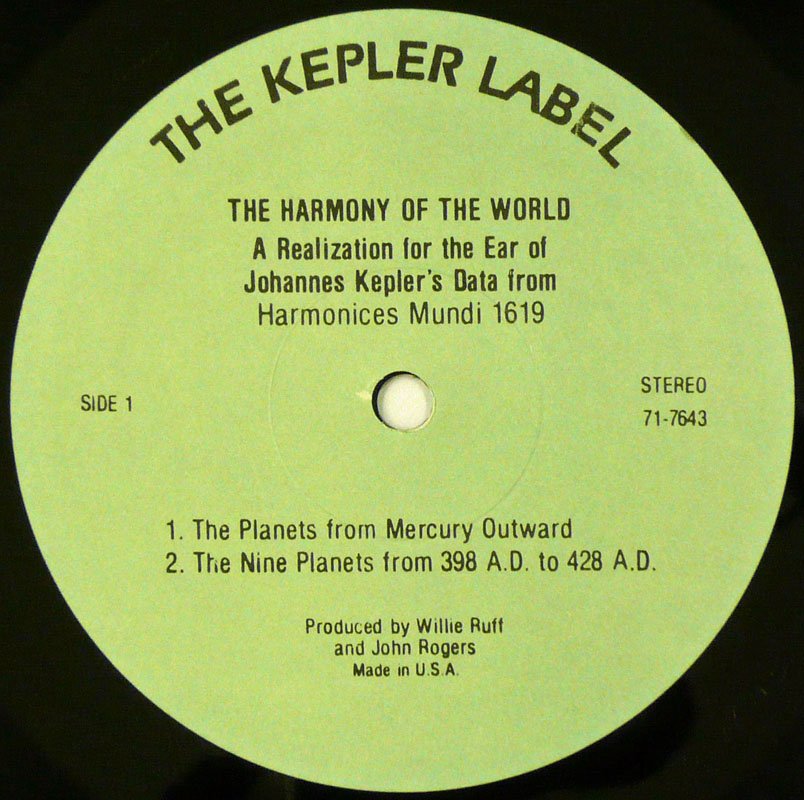 THE KEPLER LABEL
THE HARMONY OF THE WORLD
A Realization for the Ear of
Johannes Kepler's Data from
Harmonices Mundi 1619
SIDE 1
STEREO
71-7643
1. The Planets from Mercury Outward
2. The Nine Planets from 398 A.D. to 428 A.D.
Produced by Willie Ruff
and John Rogers
Made in U.S.A.